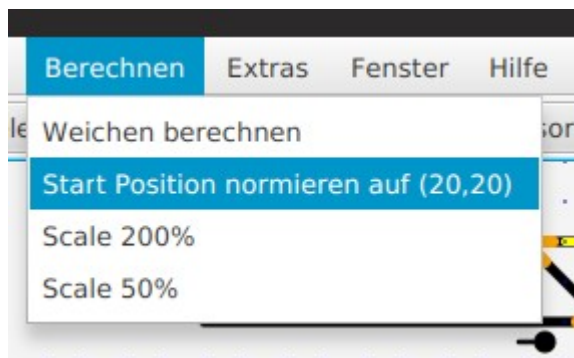 Berechnen Extras Fenster Hilfe
Weichen berechnen
Start Position normieren auf (20,20)
Scale 200%
Scale 50%